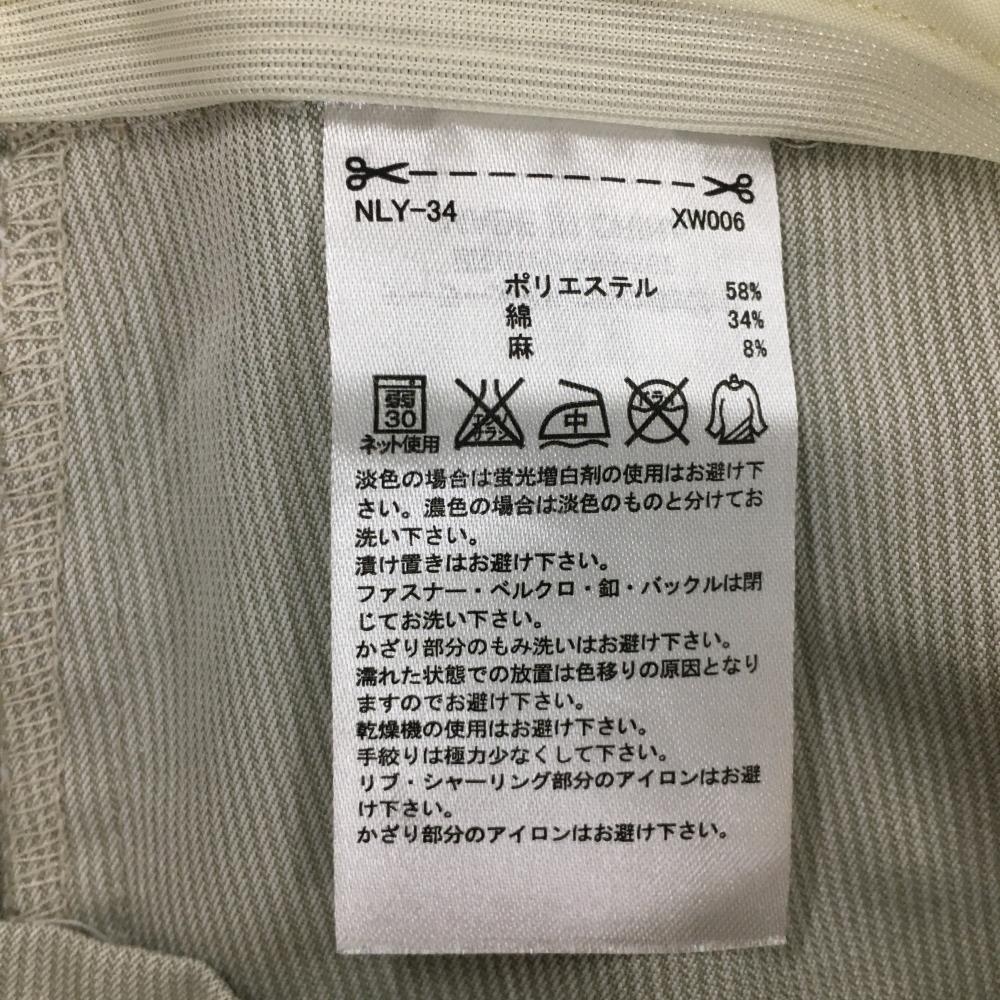 NLY-34 XW006
ポリエステル 58%
綿 34%
麻 8%
弱
30
ネット使用
エンソ
サラシ
中
ドライ
淡色の場合は蛍光増白剤の使用はお避け下
さい。濃色の場合は淡色のものと分けてお
洗い下さい。
漬け置きはお避け下さい。
ファスナー・ベルクロ・釦・バックルは閉
じてお洗い下さい。
かざり部分のもみ洗いはお避け下さい。
濡れた状態での放置は色移りの原因となり
ますのでお避け下さい。
乾燥機の使用はお避け下さい。
手絞りは極力少なくして下さい。
リブ・シャーリング部分のアイロンはお避
け下さい。
かざり部分のアイロンはお避け下さい。